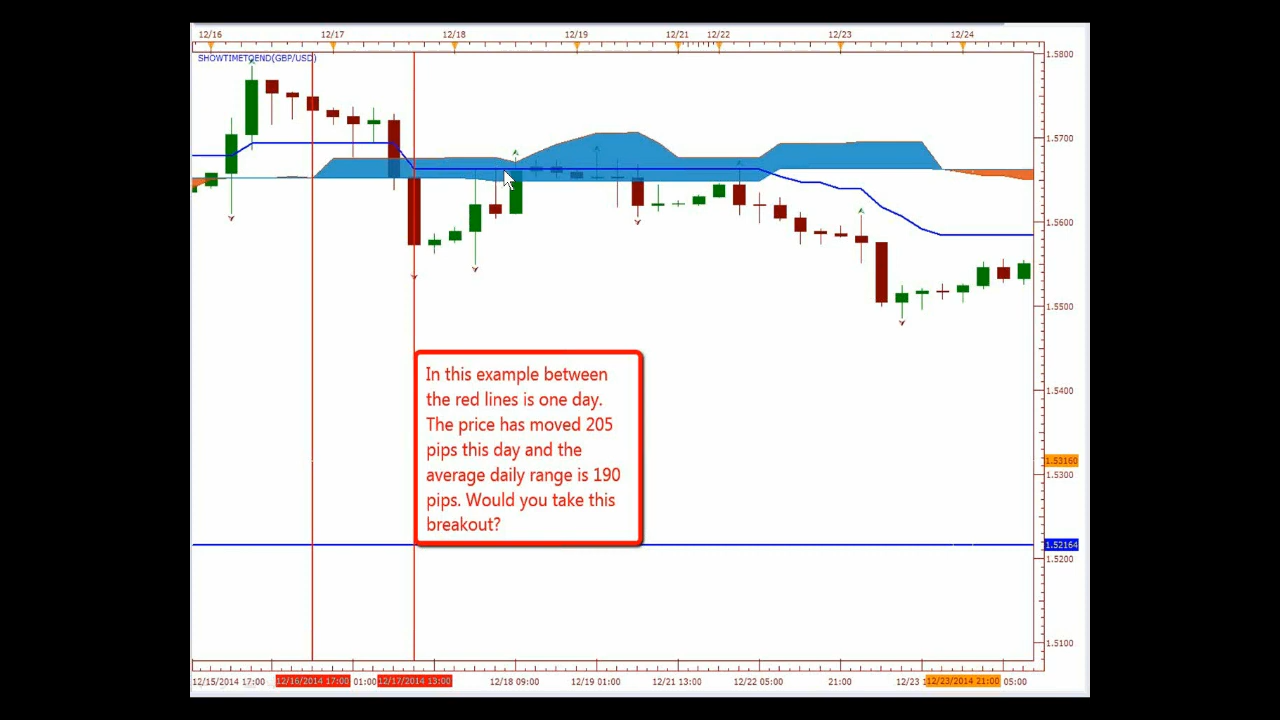 12/16 12/17 12/18 12/19 12/21 12/22 12/23 12/24
SHOWTIMETOEND(GBP/USD)
1.5800
1.5700
1.5600
1.5500
In this example between
the red lines is one day.
The price has moved 205
pips this day and the
average daily range is 190
pips. Would you take this
breakout?
1.5400
1.53160
1.5300
1.52164
1.5200
1.5100
12/15/2014 17:00 12/16/2014 17:00 01:00 12/17/2014 13:00 12/18 09:00 12/19 01:00 12/21 13:00 12/22 05:00 21:00 12/23 12/23/2014 21:00 05:00